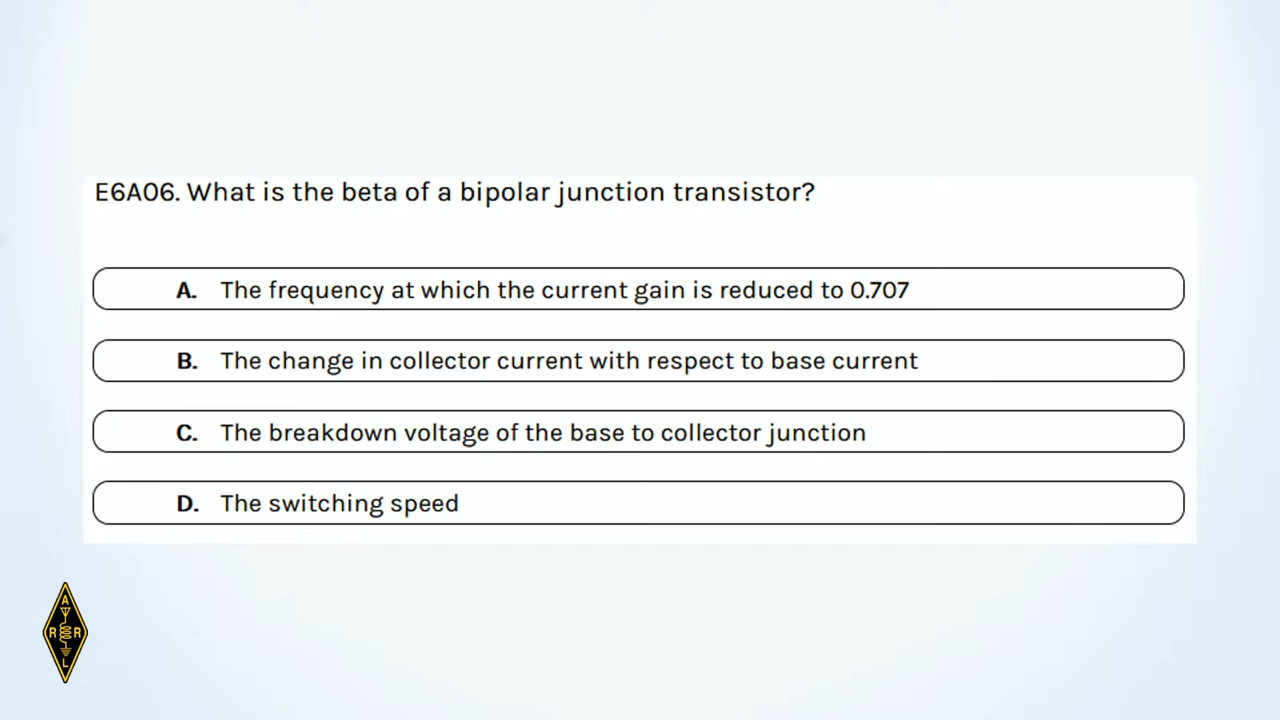 E6A06. What is the beta of a bipolar junction transistor?
A. The frequency at which the current gain is reduced to 0.707
B. The change in collector current with respect to base current
C. The breakdown voltage of the base to collector junction
D. The switching speed
A
R R
L